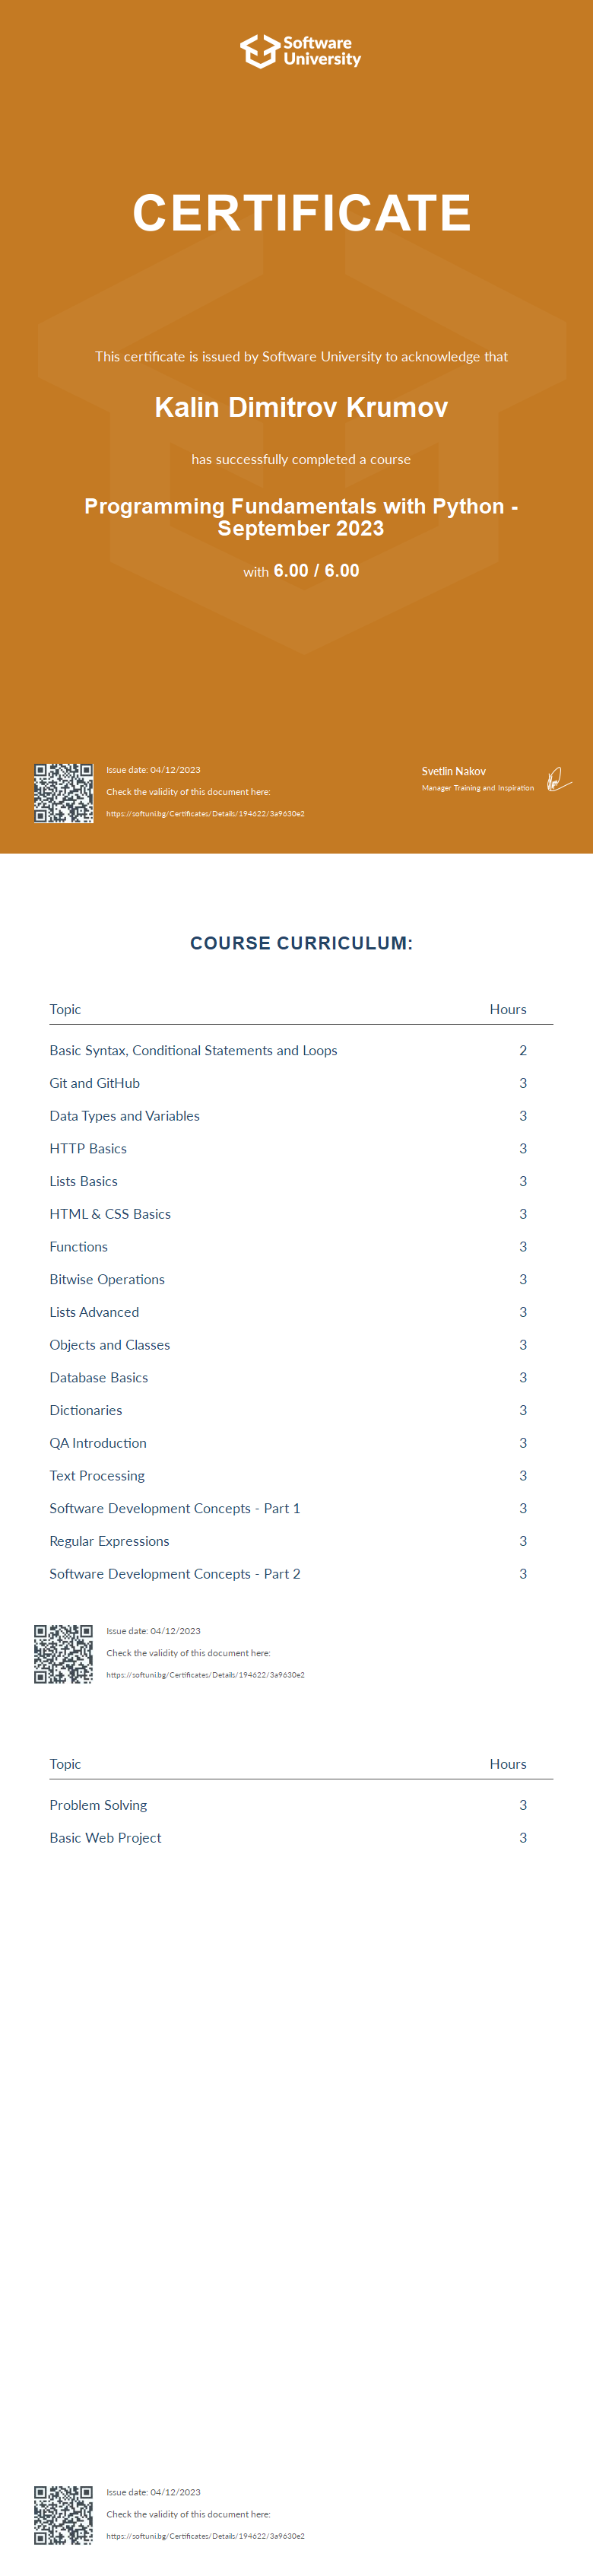 Software
University
CERTIFICATE
This certificate is issued by Software University to acknowledge that
Kalin Dimitrov Krumov
has successfully completed a course
Programming Fundamentals with Python -
September 2023
with 6.00 / 6.00
Issue date: 04/12/2023
Check the validity of this document here:
https://softuni.bg/Certificates/Details/194622/3a9630e2
Svetlin Nakov
Manager Training and Inspiration
COURSE CURRICULUM:
Topic Hours
Basic Syntax, Conditional Statements and Loops 2
Git and GitHub 3
Data Types and Variables 3
HTTP Basics 3
Lists Basics 3
HTML & CSS Basics 3
Functions 3
Bitwise Operations 3
Lists Advanced 3
Objects and Classes 3
Database Basics 3
Dictionaries 3
QA Introduction 3
Text Processing 3
Software Development Concepts - Part 1 3
Regular Expressions 3
Software Development Concepts - Part 2 3
Issue date: 04/12/2023
Check the validity of this document here:
https://softuni.bg/Certificates/Details/194622/3a9630e2
Topic Hours
Problem Solving 3
Basic Web Project 3
Issue date: 04/12/2023
Check the validity of this document here:
https://softuni.bg/Certificates/Details/194622/3a9630e2